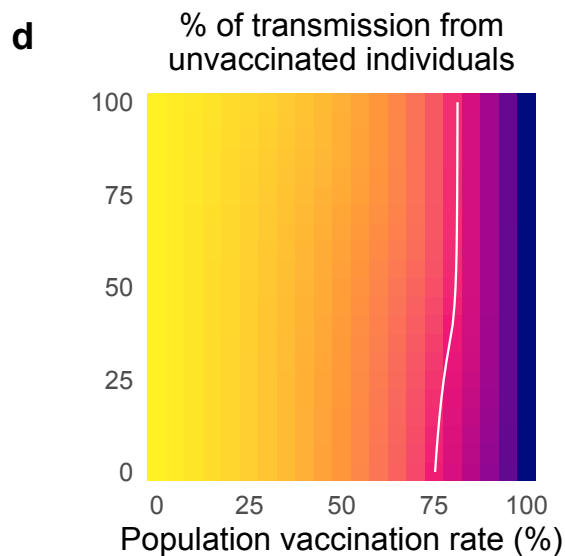 d
% of transmission from
unvaccinated individuals
100
75
50
25
0
0 25 50 75 100
Population vaccination rate (%)